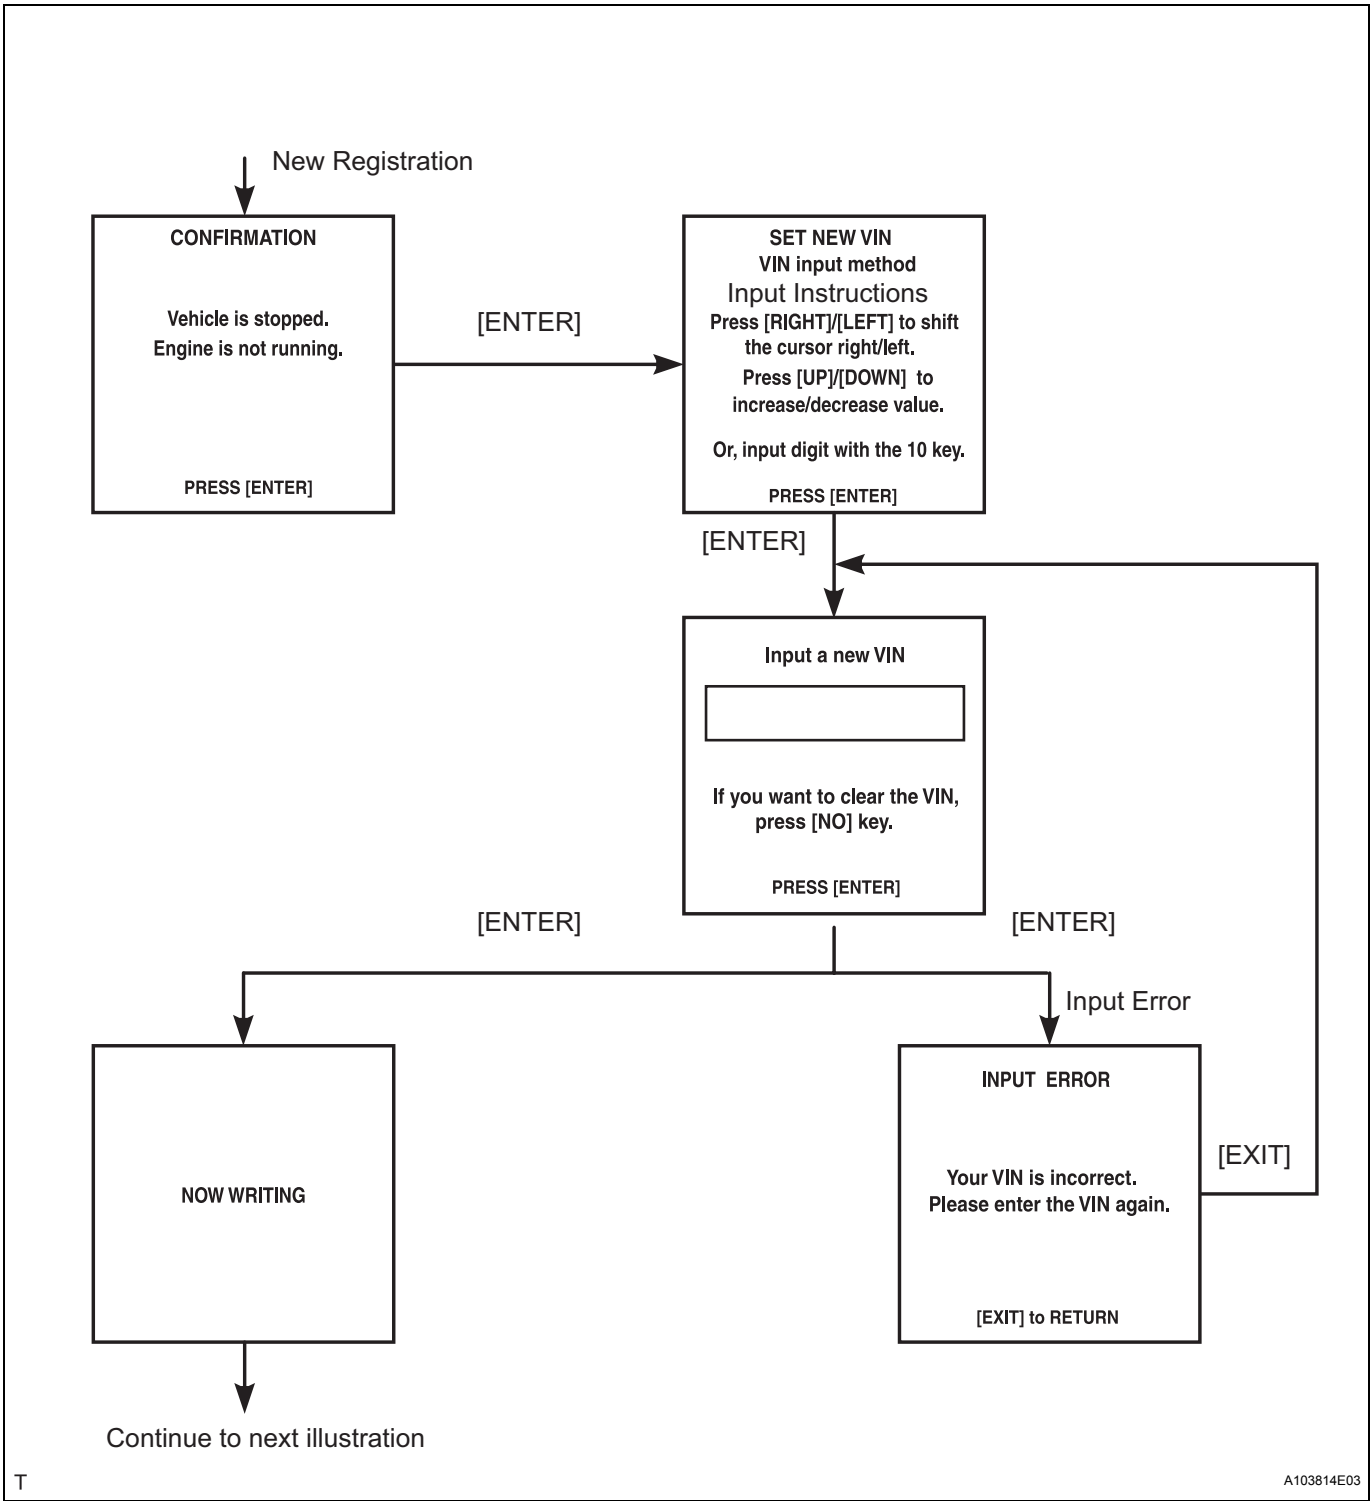 New Registration
CONFIRMATION
Vehicle is stopped.
Engine is not running.
PRESS [ENTER]
[ENTER]
SET NEW VIN
VIN input method
Input Instructions
Press [RIGHT]/[LEFT] to shift
the cursor right/left.
Press [UP]/[DOWN] to
increase/decrease value.
Or, input digit with the 10 key.
PRESS [ENTER]
[ENTER]
Input a new VIN
If you want to clear the VIN,
press [NO] key.
PRESS [ENTER]
[ENTER]
[ENTER]
Input Error
NOW WRITING
INPUT ERROR
Your VIN is incorrect.
Please enter the VIN again.
[EXIT] to RETURN
[EXIT]
Continue to next illustration
T
A103814E03